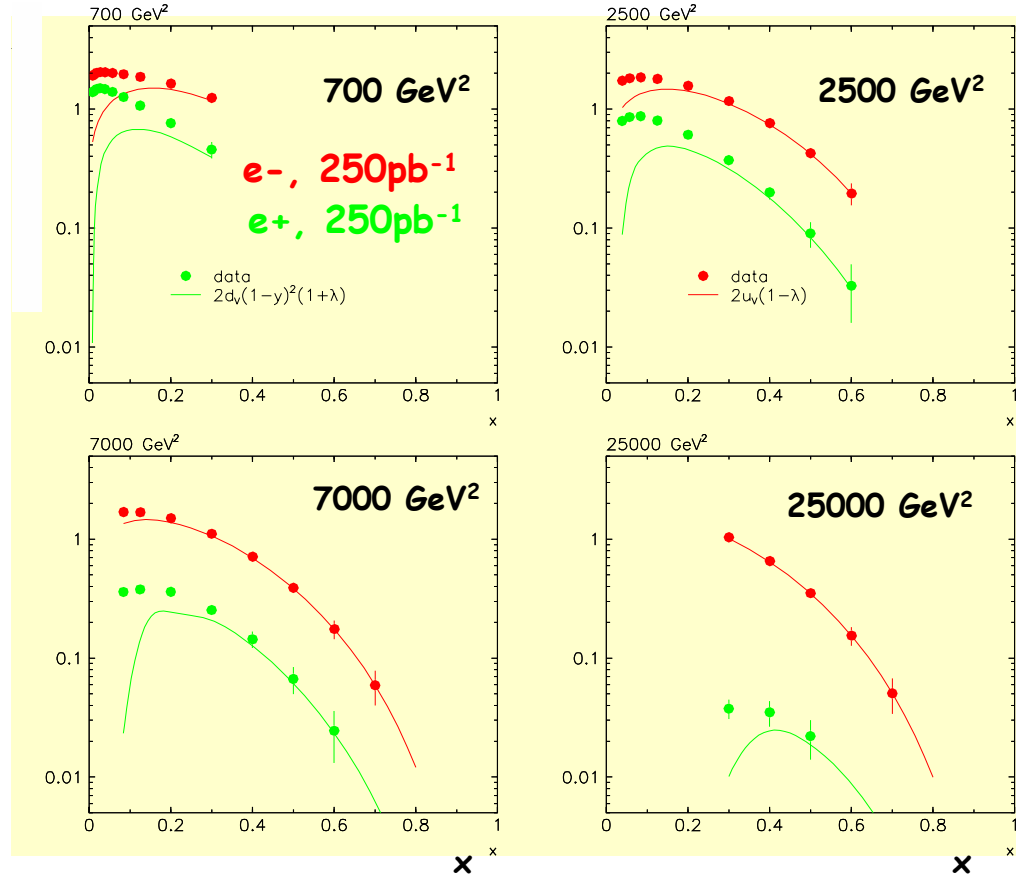 700 GeV²
2500 GeV²
700 GeV²
2500 GeV²
1
0.1
0.01
e-, 250pb⁻¹
e+, 250pb⁻¹
data
2dᵥ(1−y)²(1+λ)
0 0.2 0.4 0.6 0.8 1
x
1
0.1
0.01
data
2uᵥ(1−λ)
0 0.2 0.4 0.6 0.8 1
x
7000 GeV²
25000 GeV²
7000 GeV²
25000 GeV²
1
0.1
0.01
0 0.2 0.4 0.6 0.8 1
x
x
1
0.1
0.01
0 0.2 0.4 0.6 0.8 1
x
x